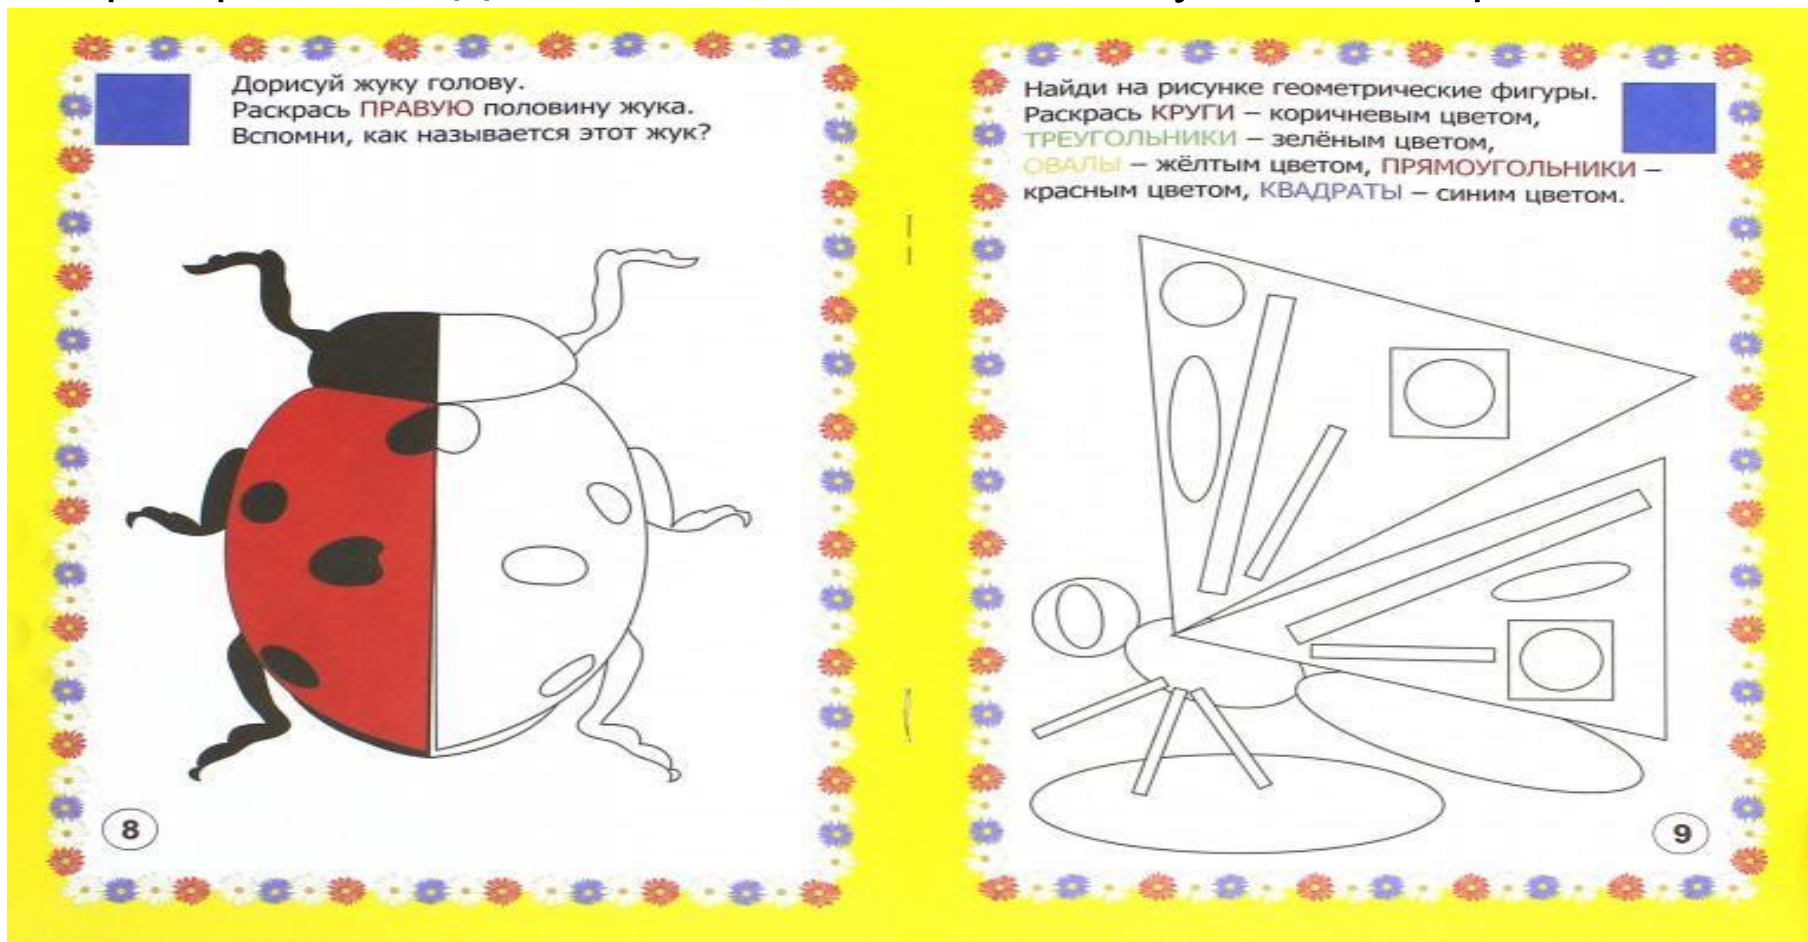 Дорисуй жуку голову.
Раскрась ПРАВУЮ половину жука.
Вспомни, как называется этот жук?
8
Найди на рисунке геометрические фигуры.
Раскрась КРУГИ – коричневым цветом,
ТРЕУГОЛЬНИКИ – зелёным цветом,
ОВАЛЫ – жёлтым цветом, ПРЯМОУГОЛЬНИКИ –
красным цветом, КВАДРАТЫ – синим цветом.
9